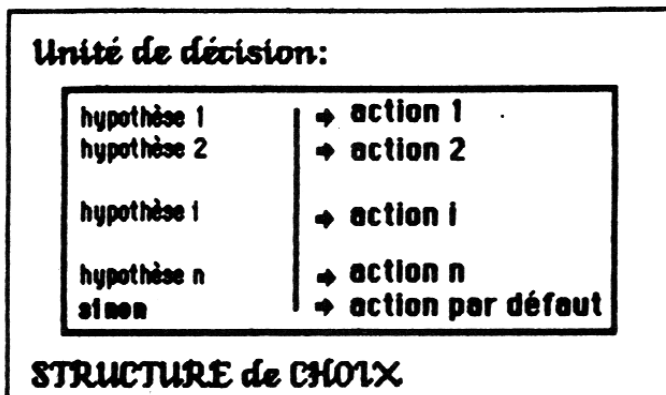 Unité de décision:
hypothèse 1 | → action 1
hypothèse 2 | → action 2
hypothèse i | → action i
hypothèse n | → action n
sinon | → action par défaut
STRUCTURE de CHOIX